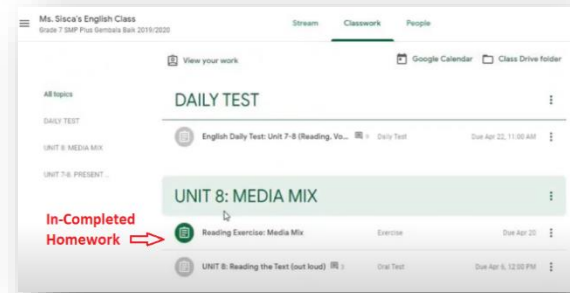 Ms. Sisca's English Class
Grade 7 SMP Plus Gembala Baik 2019/2020
Stream Classwork People
View your work
Google Calendar Class Drive folder
All topics
DAILY TEST
UNIT 8: MEDIA MIX
UNIT 7-8: PRESENT ...
DAILY TEST
English Daily Test: Unit 7-8 (Reading, Vo... Daily Test Due Apr 22, 11:00 AM
UNIT 8: MEDIA MIX
In-Completed
Homework
Reading Exercise: Media Mix Exercise Due Apr 20
UNIT 8: Reading the Text (out loud) Oral Test Due Apr 6, 12:00 PM